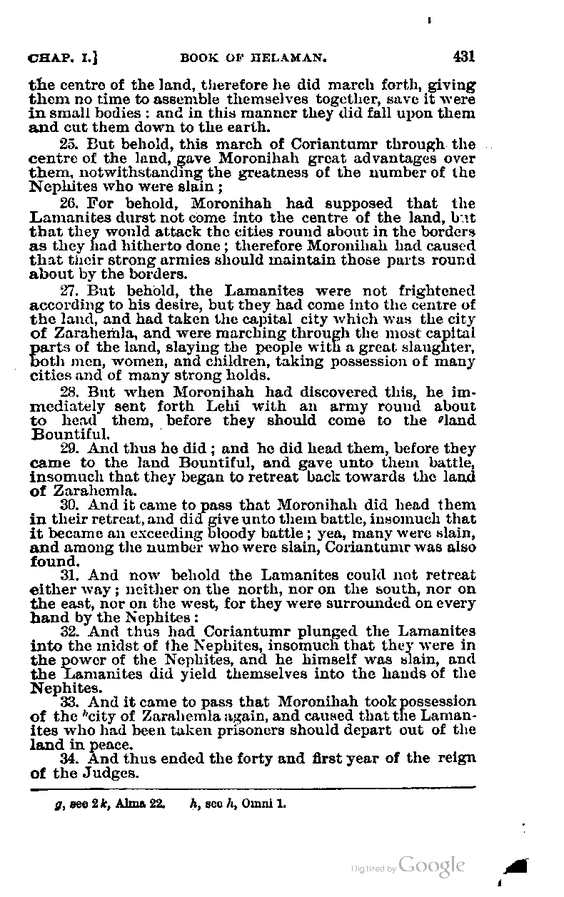 CHAP. I.] BOOK OF HELAMAN. 431
the centre of the land, therefore he did march forth, giving
them no time to assemble themselves together, save it were
in small bodies : and in this manner they did fall upon them
and cut them down to the earth.
25. But behold, this march of Coriantumr through the
centre of the land, gave Moronihah great advantages over
them, notwithstanding the greatness of the number of the
Nephites who were slain ;
26. For behold, Moronihah had supposed that the
Lamanites durst not come into the centre of the land, but
that they would attack the cities round about in the borders
as they had hitherto done ; therefore Moronihah had caused
that their strong armies should maintain those parts round
about by the borders.
27. But behold, the Lamanites were not frightened
according to his desire, but they had come into the centre of
the land, and had taken the capital city which was the city
of Zarahemla, and were marching through the most capital
parts of the land, slaying the people with a great slaughter,
both men, women, and children, taking possession of many
cities and of many strong holds.
28. But when Moronihah had discovered this, he im-
mediately sent forth Lehi with an army round about
to head them, before they should come to the gland
Bountiful.
29. And thus he did ; and he did head them, before they
came to the land Bountiful, and gave unto them battle,
insomuch that they began to retreat back towards the land
of Zarahemla.
30. And it came to pass that Moronihah did head them
in their retreat, and did give unto them battle, insomuch that
it became an exceeding bloody battle ; yea, many were slain,
and among the number who were slain, Coriantumr was also
found.
31. And now behold the Lamanites could not retreat
either way ; neither on the north, nor on the south, nor on
the east, nor on the west, for they were surrounded on every
hand by the Nephites :
32. And thus had Coriantumr plunged the Lamanites
into the midst of the Nephites, insomuch that they were in
the power of the Nephites, and he himself was slain, and
the Lamanites did yield themselves into the hands of the
Nephites.
33. And it came to pass that Moronihah took possession
of the hcity of Zarahemla again, and caused that the Laman-
ites who had been taken prisoners should depart out of the
land in peace.
34. And thus ended the forty and first year of the reign
of the Judges.
g, see 2 k, Alma 22. h, see h, Omni 1.
Digitized by Google